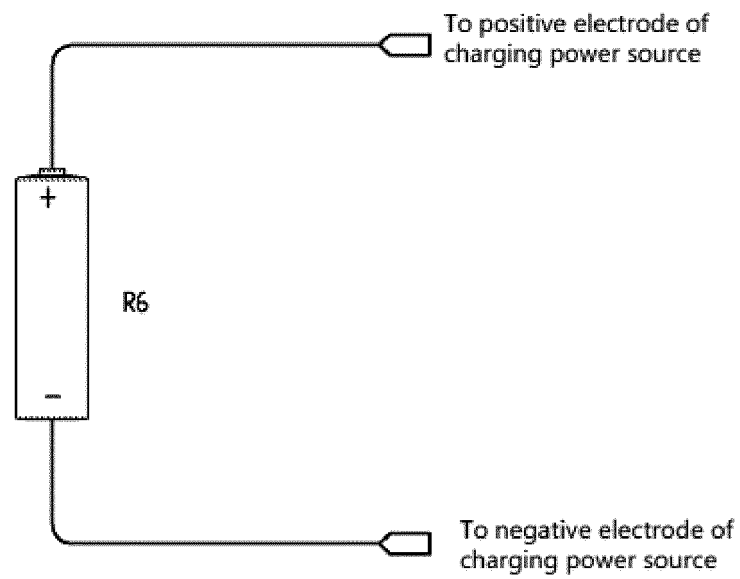 To positive electrode of
charging power source
+
R6
−
To negative electrode of
charging power source